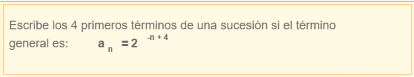 Escribe los 4 primeros términos de una sucesión si el término
general es: a n = 2 -n + 4